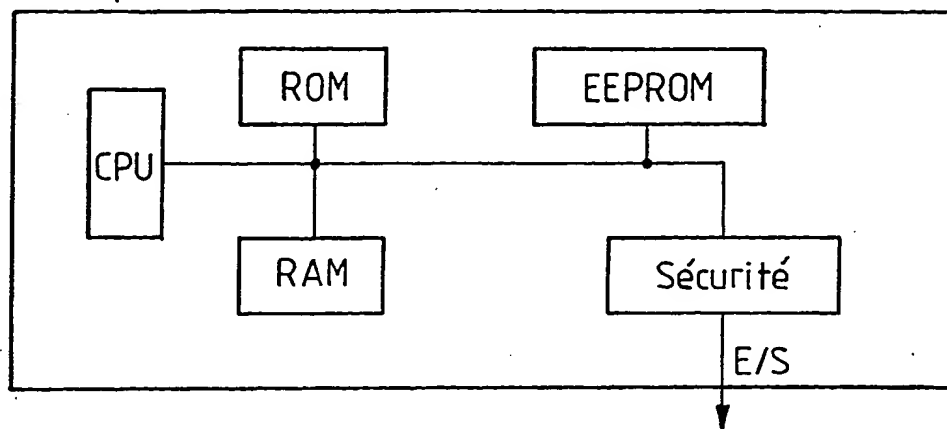 ROM
EEPROM
CPU
RAM
Sécurité
E/S